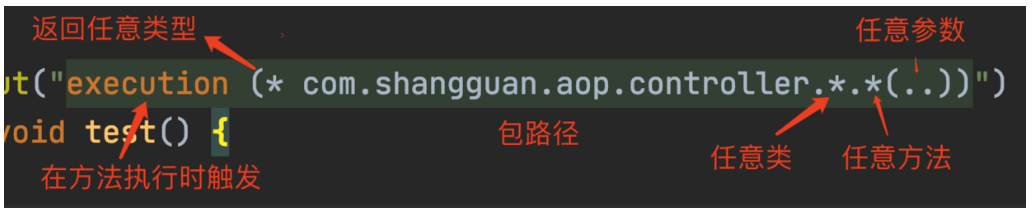 返回任意类型
任意参数
ut("execution (* com.shangguan.aop.controller.*.*(..))")
void test() {
包路径
任意类
任意方法
在方法执行时触发